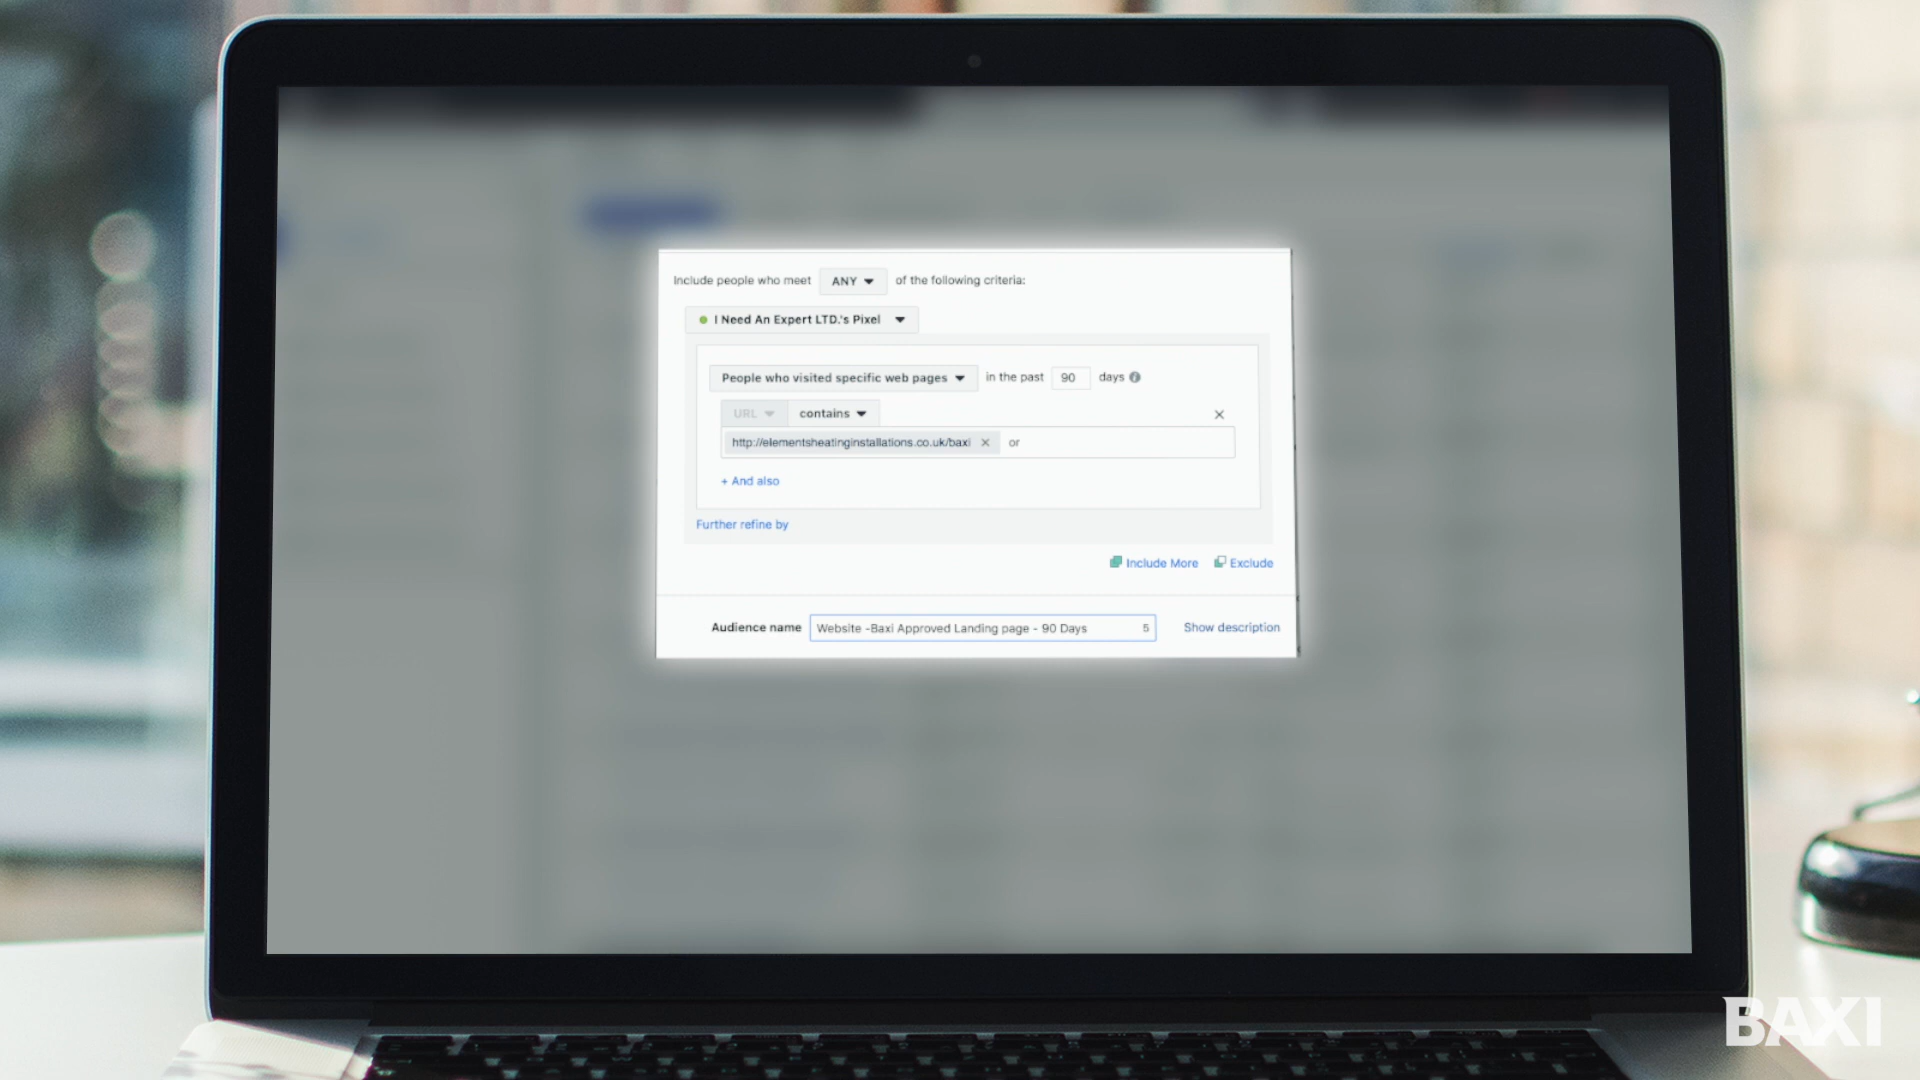 Include people who meet ANY of the following criteria:
I Need An Expert LTD.'s Pixel
People who visited specific web pages in the past 90 days
URL contains
http://elementsheatinginstallations.co.uk/baxi × or
+ And also
Further refine by
Include More Exclude
Audience name Website -Baxi Approved Landing page - 90 Days 5 Show description
BAXI